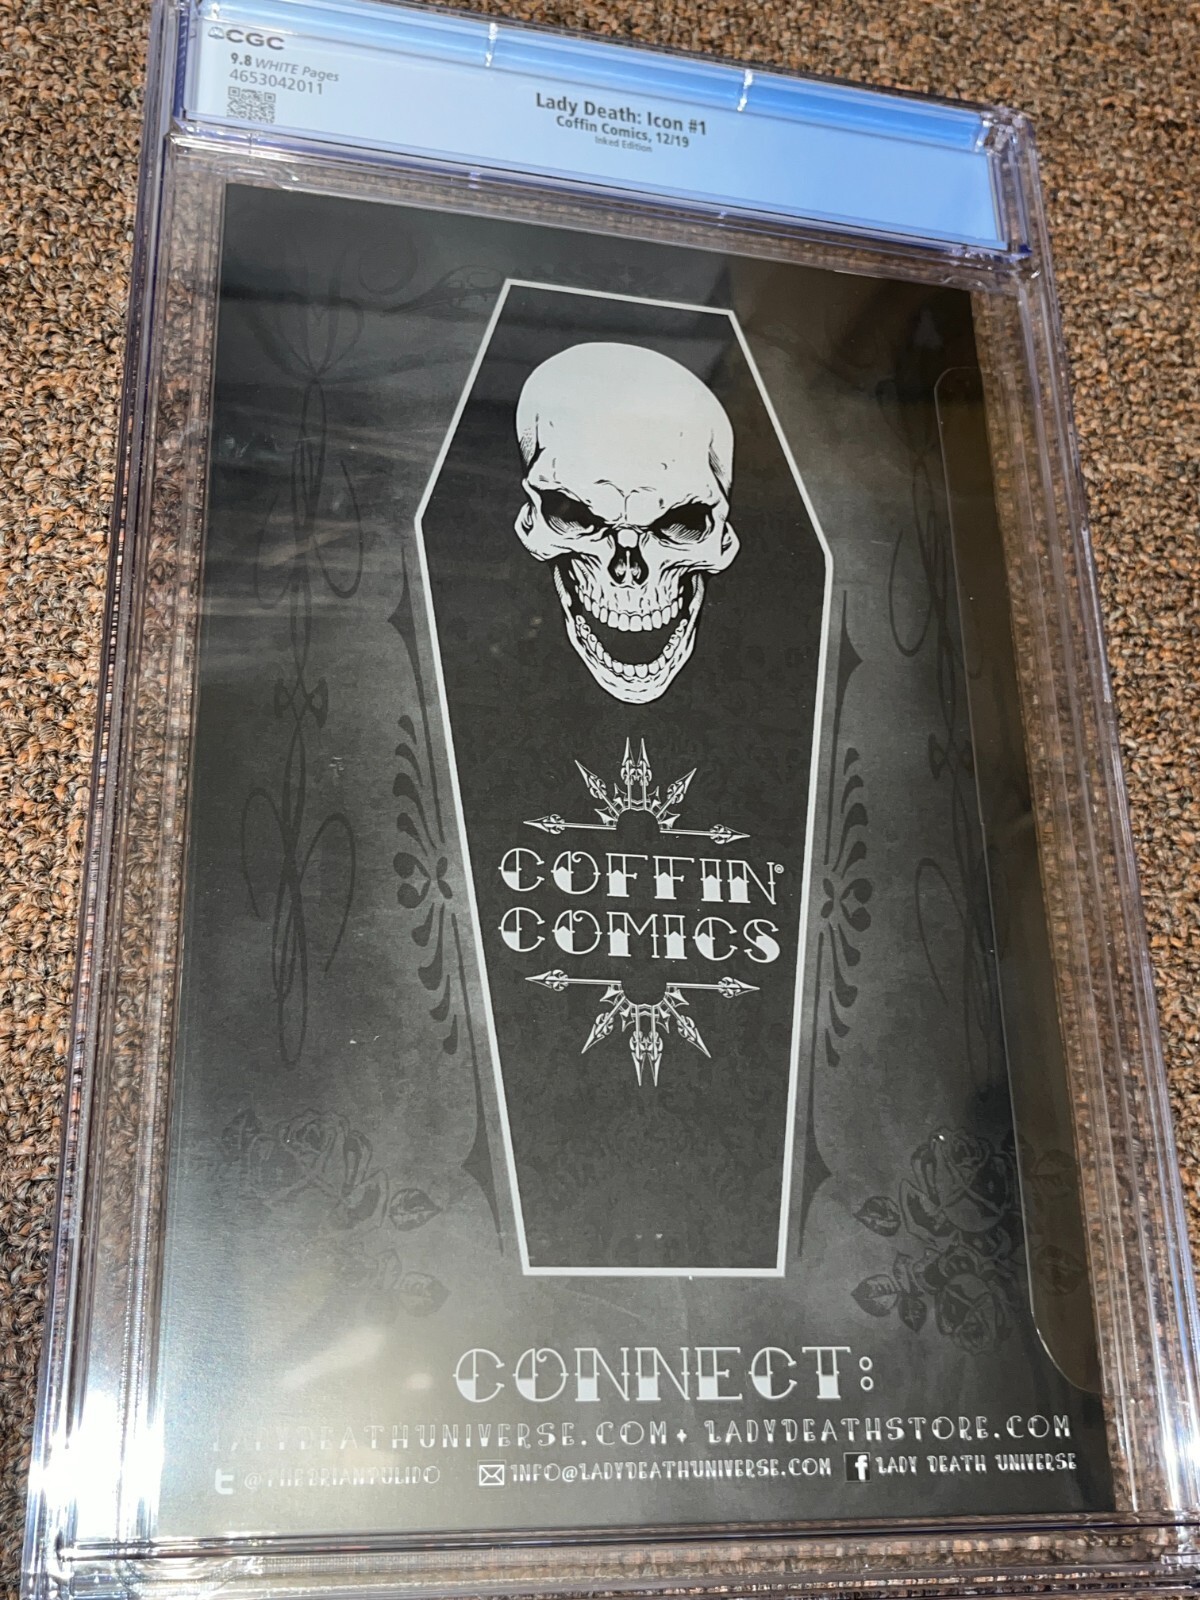 CGC
9.8 WHITE Pages
4653042011
Lady Death: Icon #1
Coffin Comics, 12/19
Inked Edition
COFFIN®
COMICS
CONNECT:
LADYDEATHUNIVERSE.COM + LADYDEATHSTORE.COM
@THEBRIANPULIDO INFO@LADYDEATHUNIVERSE.COM LADY DEATH UNIVERSE